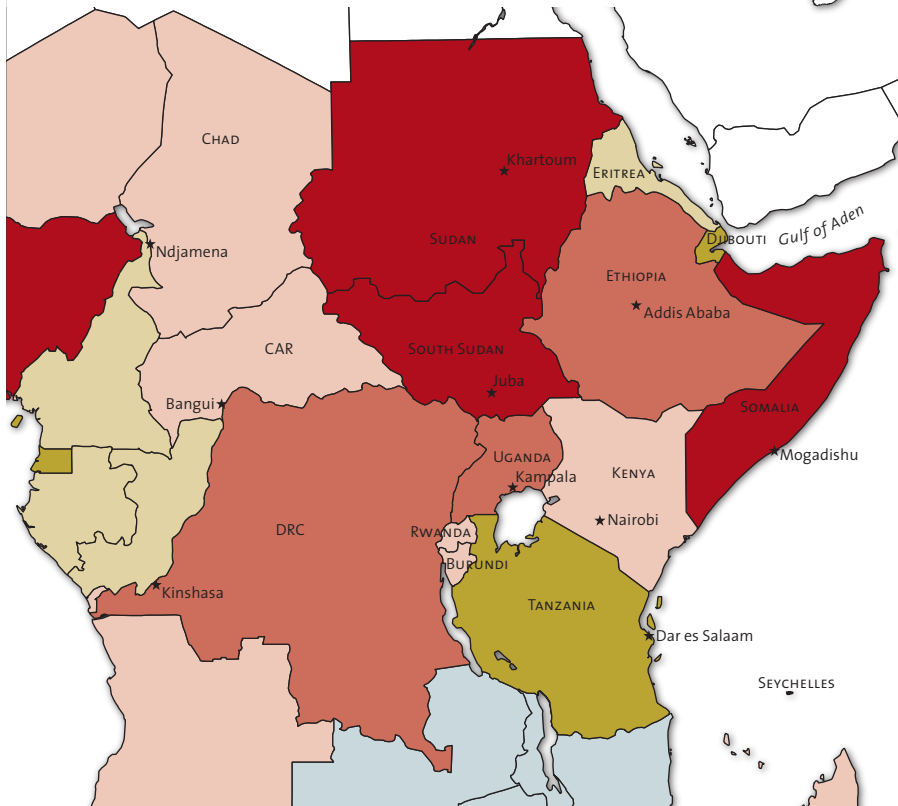 CHAD
Khartoum
ERITREA
SUDAN
DJIBOUTI
Gulf of Aden
Ndjamena
ETHIOPIA
Addis Ababa
CAR
SOUTH SUDAN
Juba
Bangui
SOMALIA
Mogadishu
UGANDA
Kampala
KENYA
Nairobi
DRC
RWANDA
BURUNDI
Kinshasa
TANZANIA
Dar es Salaam
SEYCHELLES